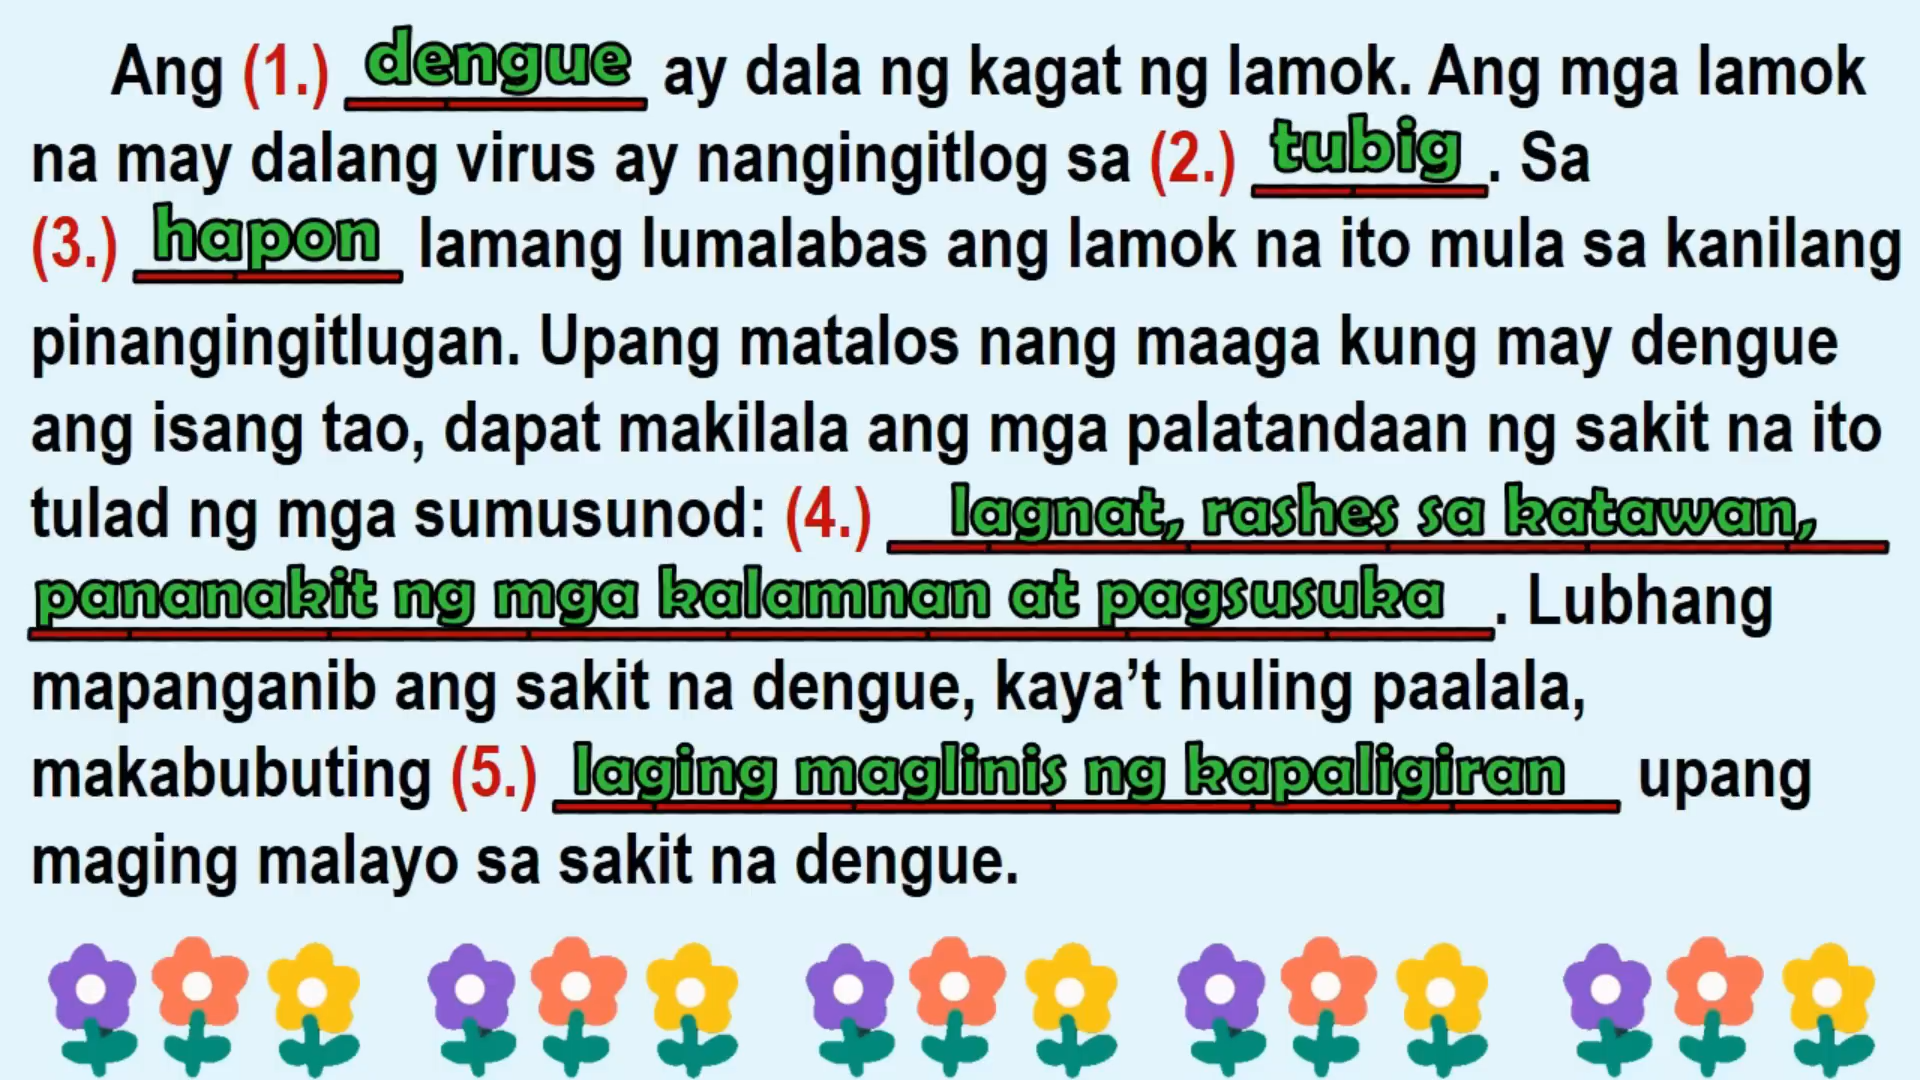 Ang (1.) dengue ay dala ng kagat ng lamok. Ang mga lamok
na may dalang virus ay nangingitlog sa (2.) tubig. Sa
(3.) hapon lamang lumalabas ang lamok na ito mula sa kanilang
pinangingitlugan. Upang matalos nang maaga kung may dengue
ang isang tao, dapat makilala ang mga palatandaan ng sakit na ito
tulad ng mga sumusunod: (4.) lagnat, rashes sa katawan,
pananakit ng mga kalamnan at pagsusuka. Lubhang
mapanganib ang sakit na dengue, kaya’t huling paalala,
makabubuting (5.) laging maglinis ng kapaligiran upang
maging malayo sa sakit na dengue.